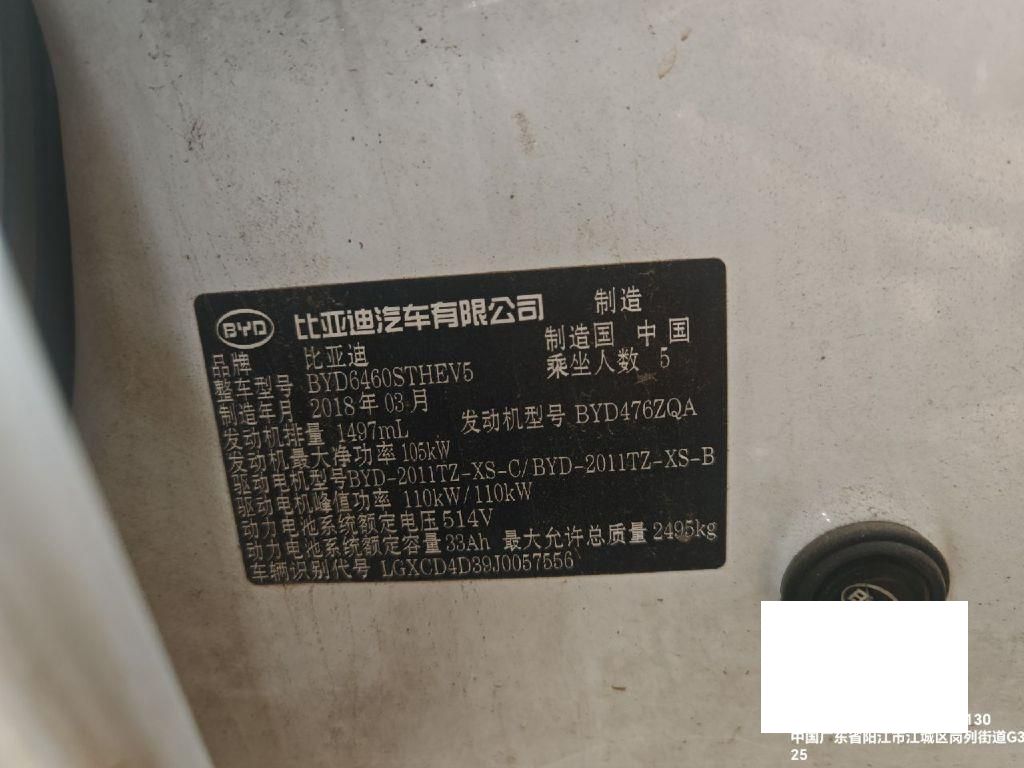 BYD 比亚迪汽车有限公司 制造
品牌 比亚迪 制造国 中国
整车型号 BYD6460STHEV5 乘坐人数 5
制造年月 2018年03月
发动机排量 1497mL 发动机型号 BYD476ZQA
发动机最大净功率 105kW
驱动电机型号BYD-2011TZ-XS-C/BYD-2011TZ-XS-B
驱动电机峰值功率 110kW/110kW
动力电池系统额定电压514V
动力电池系统额定容量33Ah 最大允许总质量 2495kg
车辆识别代号 LGXCD4D39J0057556
BYD
130
中国广东省阳江市江城区岗列街道G3
25